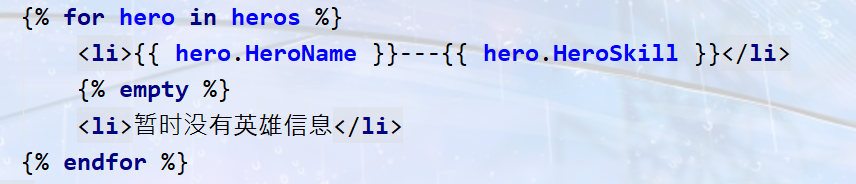 {% for hero in heros %}
<li>{{ hero.HeroName }}---{{ hero.HeroSkill }}</li>
{% empty %}
<li>暂时没有英雄信息</li>
{% endfor %}